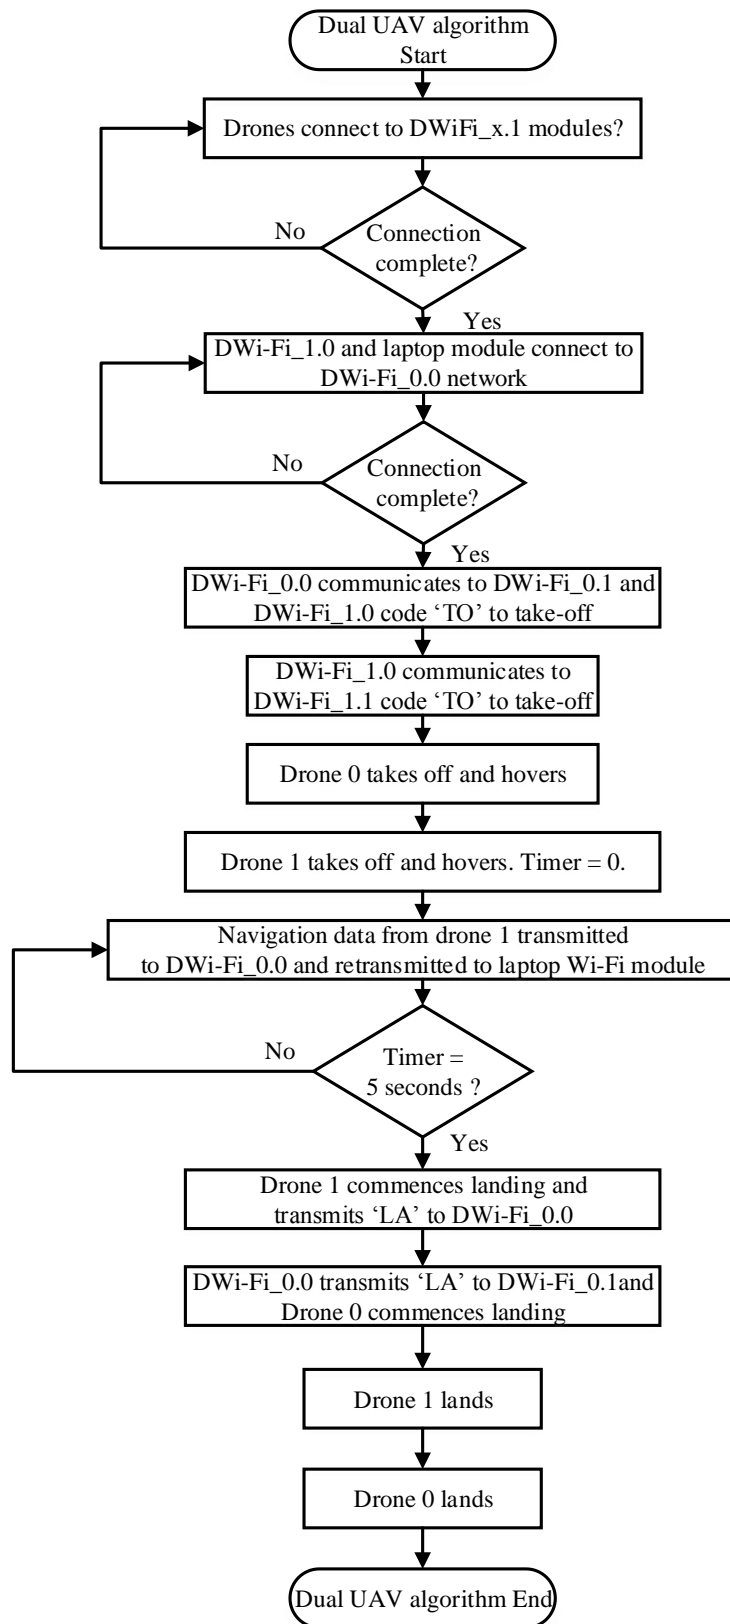 Dual UAV algorithm
Start
Drones connect to DWiFi_x.1 modules?
No
Connection
complete?
Yes
DWi-Fi_1.0 and laptop module connect to
DWi-Fi_0.0 network
No
Connection
complete?
Yes
DWi-Fi_0.0 communicates to DWi-Fi_0.1 and
DWi-Fi_1.0 code ‘TO’ to take-off
DWi-Fi_1.0 communicates to
DWi-Fi_1.1 code ‘TO’ to take-off
Drone 0 takes off and hovers
Drone 1 takes off and hovers. Timer = 0.
Navigation data from drone 1 transmitted
to DWi-Fi_0.0 and retransmitted to laptop Wi-Fi module
No
Timer =
5 seconds ?
Yes
Drone 1 commences landing and
transmits ‘LA’ to DWi-Fi_0.0
DWi-Fi_0.0 transmits ‘LA’ to DWi-Fi_0.1and
Drone 0 commences landing
Drone 1 lands
Drone 0 lands
Dual UAV algorithm End